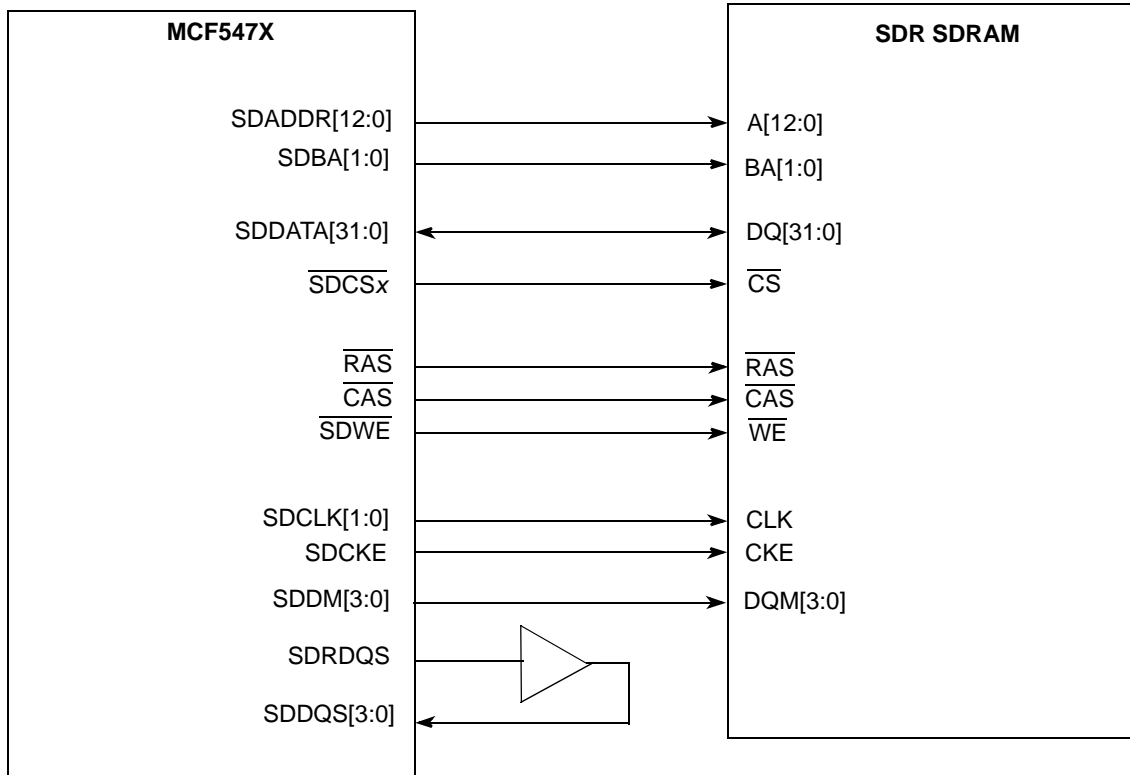 MCF547X
SDR SDRAM
SDADDR[12:0]
A[12:0]
SDBA[1:0]
BA[1:0]
SDDATA[31:0]
DQ[31:0]
SDCSx
CS
RAS
RAS
CAS
CAS
SDWE
WE
SDCLK[1:0]
CLK
SDCKE
CKE
SDDM[3:0]
DQM[3:0]
SDRDQS
SDDQS[3:0]